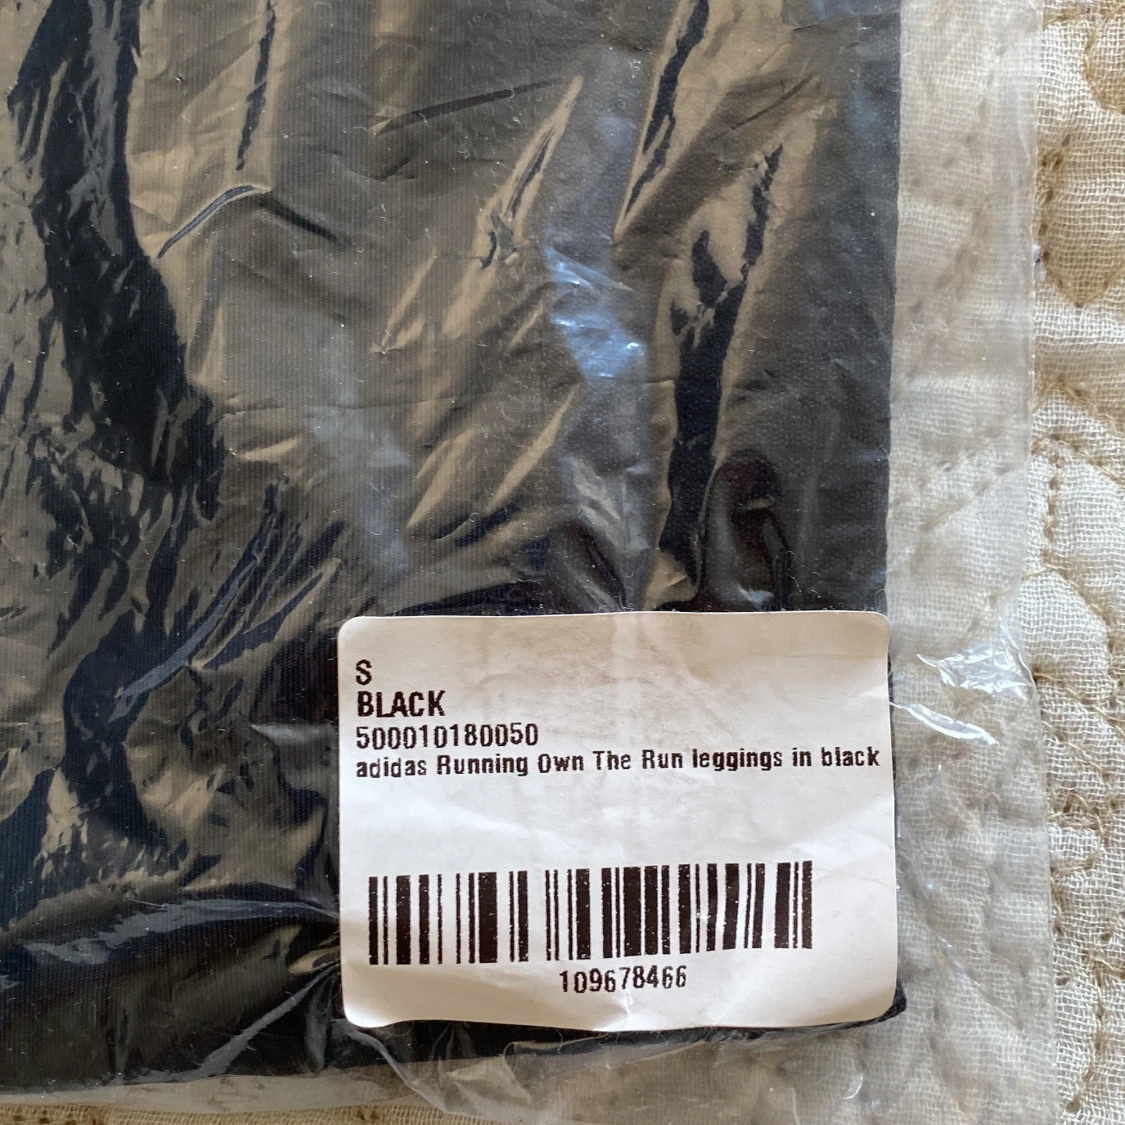 S
BLACK
500010180050
adidas Running Own The Run leggings in black
109678466